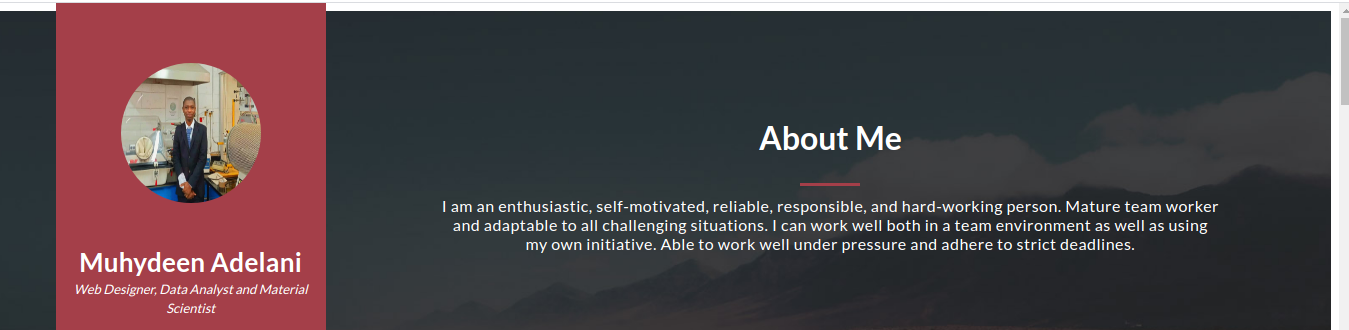 Muhydeen Adelani
Web Designer, Data Analyst and Material
Scientist
About Me
I am an enthusiastic, self-motivated, reliable, responsible, and hard-working person. Mature team worker
and adaptable to all challenging situations. I can work well both in a team environment as well as using
my own initiative. Able to work well under pressure and adhere to strict deadlines.